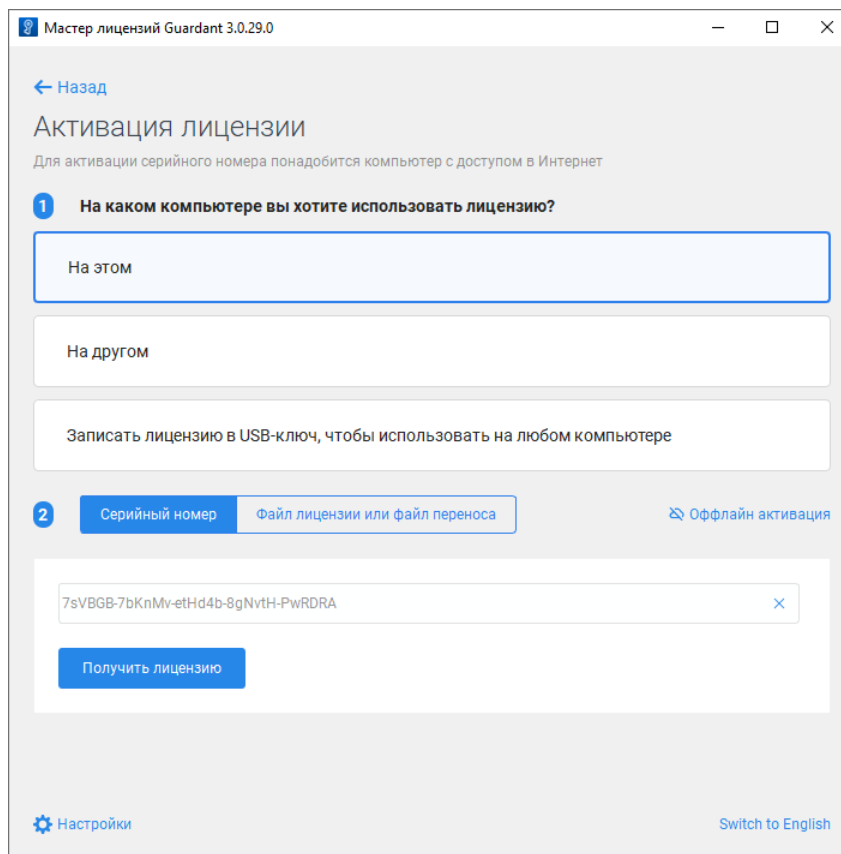 Мастер лицензий Guardant 3.0.29.0
Назад
Активация лицензии
Для активации серийного номера понадобится компьютер с доступом в Интернет
1 На каком компьютере вы хотите использовать лицензию?
На этом
На другом
Записать лицензию в USB-ключ, чтобы использовать на любом компьютере
2 Серийный номер Файл лицензии или файл переноса Оффлайн активация
7sVBGB-7bKnMv-etHd4b-8gNvtH-PwRDRA
Получить лицензию
Настройки Switch to English